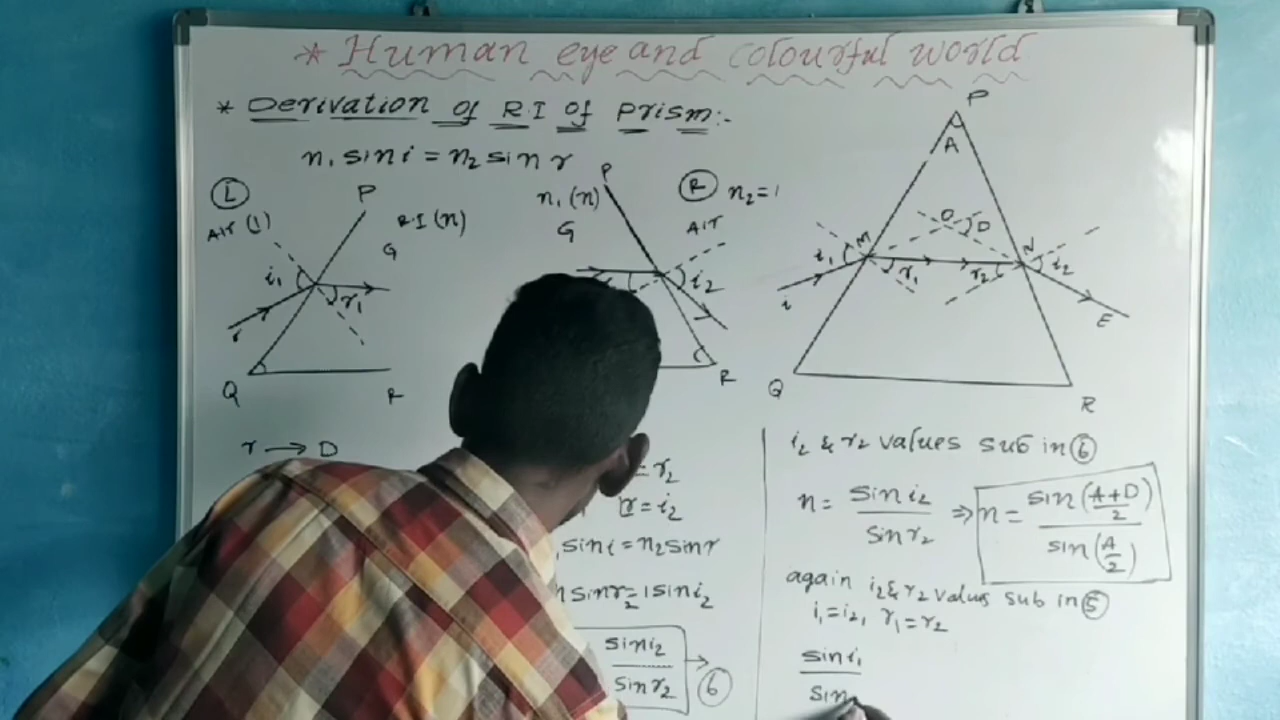 * Human eye and colourful world
* Derivation of R.I of Prism:-
n₁ sin i = n₂ sin r
L
P
Air (1)
R.I (n)
G
i₁
r₁
Q
R
P
n₁ (n)
G
R
n₂=1
Air
i₂
R
P
A
O
D
M
N
i₁
r₁
r₂
i₂
i
E
Q
R
r → D
= r₂
r = i₂
sin i = n₂ sin r
sin r₂ = 1 sin i₂
sin i₂ / sin r₂ → 6
i₂ & r₂ values sub in 6
n = sin i₂ / sin r₂ ⇒ n = sin (A+D / 2) / sin (A / 2)
again i₂ & r₂ values sub in 5
i₁ = i₂, r₁ = r₂
sin i₁
sin